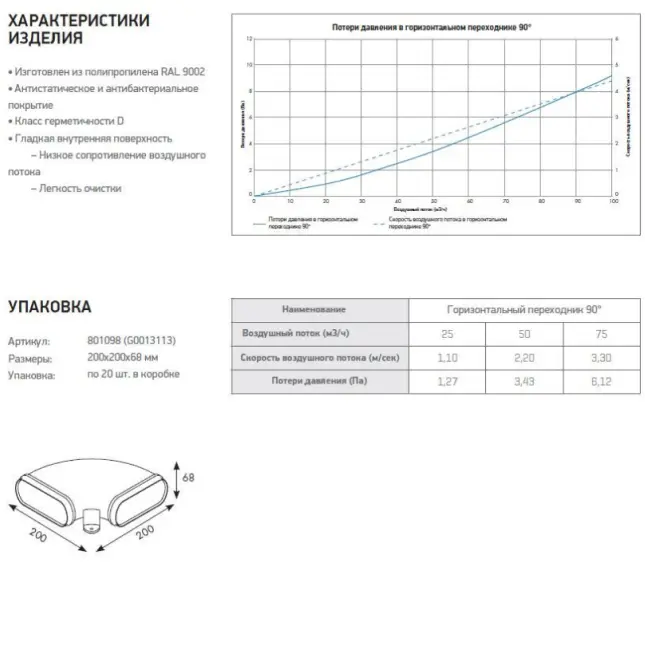 ХАРАКТЕРИСТИКИ
ИЗДЕЛИЯ
• Изготовлен из полипропилена RAL 9002
• Антистатическое и антибактериальное
покрытие
• Класс герметичности D
• Гладкая внутренняя поверхность
– Низкое сопротивление воздушного
потока
– Легкость очистки
Потери давления в горизонтальном переходнике 90°
Потери давления (Па)
12
10
8
6
4
2
0
0 10 20 30 40 50 60 70 80 90 100
Воздушный поток (м3/ч)
6
5
4
3
2
1
0
Скорость воздушного потока (м/сек)
Потери давления в горизонтальном
переходнике 90°
Скорость воздушного потока в горизонтальном
переходнике 90°
УПАКОВКА
Артикул: 801098 (G0013113)
Размеры: 200x200x68 мм
Упаковка: по 20 шт. в коробке
Наименование Горизонтальный переходник 90°
Воздушный поток (м3/ч) 25 50 75
Скорость воздушного потока (м/сек) 1,10 2,20 3,30
Потери давления (Па) 1,27 3,43 6,12
68
200
200